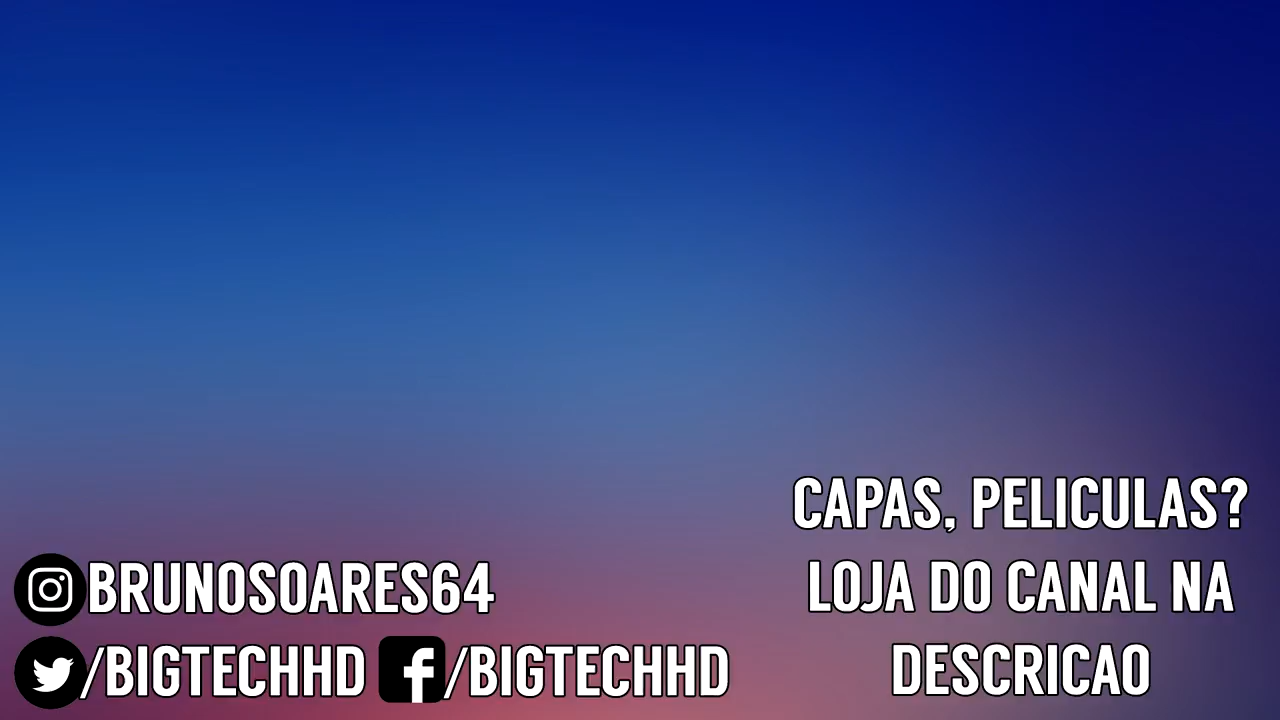 BRUNOSOARES64
/BIGTECHHD /BIGTECHHD
CAPAS, PELICULAS?
LOJA DO CANAL NA
DESCRICAO